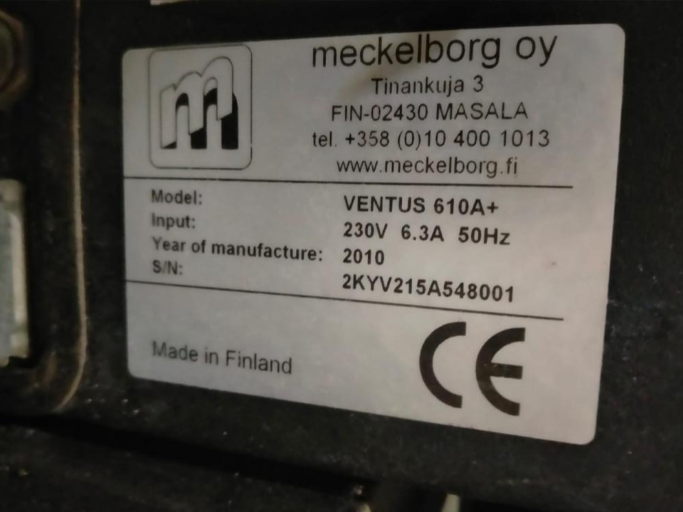 m
meckelborg oy
Tinankuja 3
FIN-02430 MASALA
tel. +358 (0)10 400 1013
www.meckelborg.fi
Model: VENTUS 610A+
Input: 230V 6.3A 50Hz
Year of manufacture: 2010
S/N: 2KYV215A548001
Made in Finland
CE